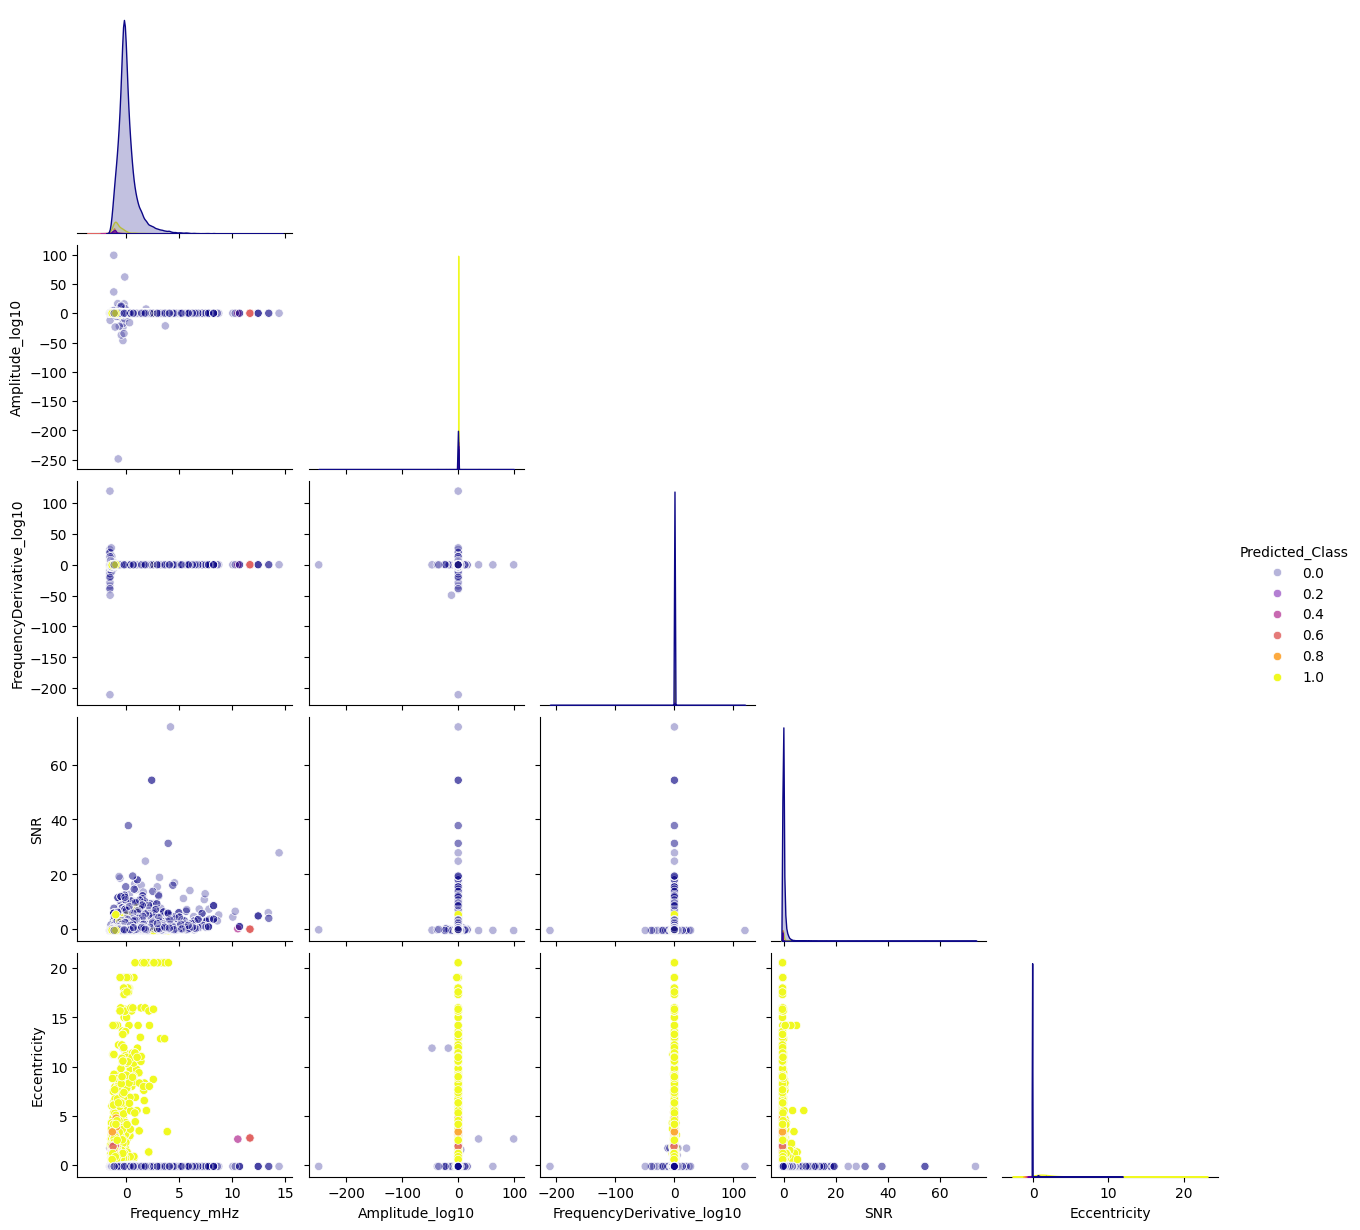 100
50
0
−50
−100
−150
−200
−250
Amplitude_log10
100
50
0
−50
−100
−150
−200
FrequencyDerivative_log10
Predicted_Class
0.0
0.2
0.4
0.6
0.8
1.0
60
40
20
0
SNR
20
15
10
5
0
Eccentricity
0 5 10 15
Frequency_mHz
−200 −100 0 100
Amplitude_log10
−200 −100 0 100
FrequencyDerivative_log10
0 20 40 60
SNR
0 10 20
Eccentricity